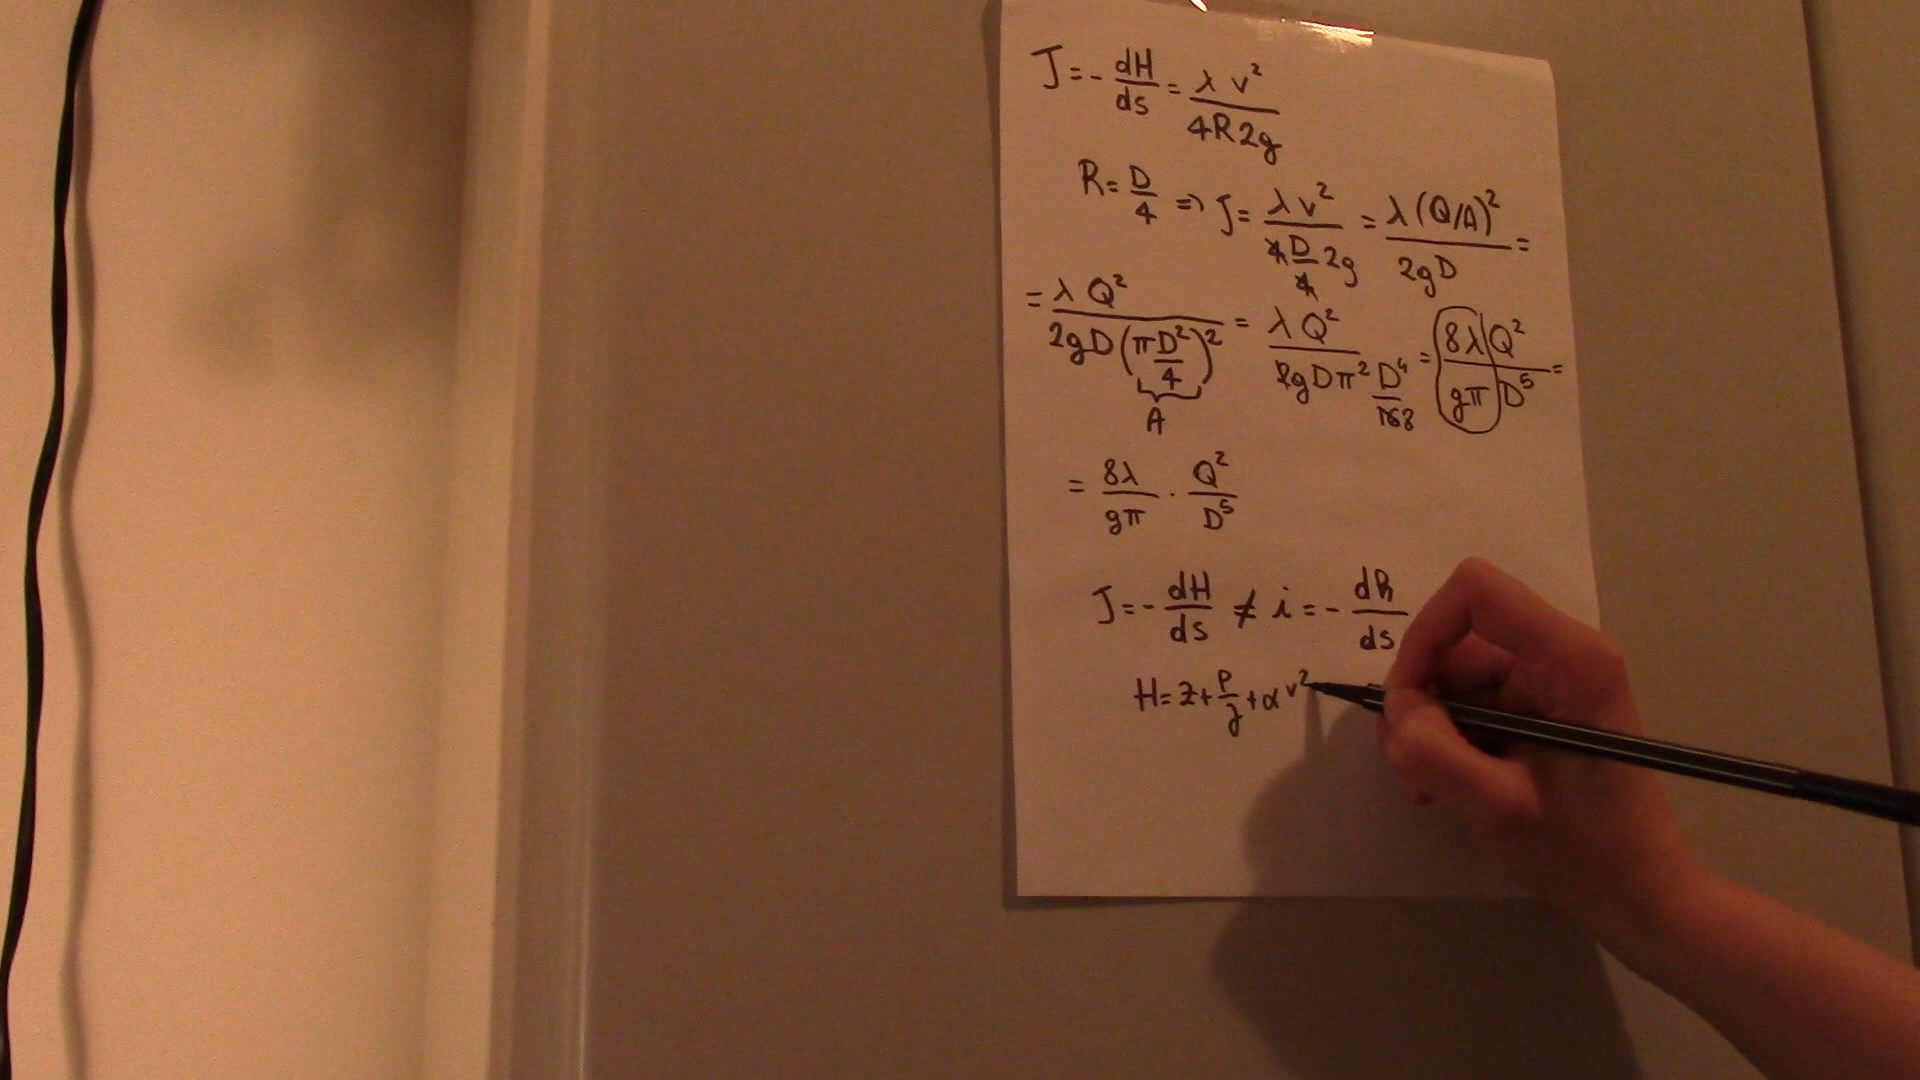 J = - dH/ds = λ v² / 4R2g
R = D/4 ⇒ J = λ v² / 4 D/4 2g = λ (Q/A)² / 2gD =
= λ Q² / 2gD (πD²/4)² = λ Q² / 2gDπ² D⁴/168 = 8λ Q² / gπ D⁵ =
A
= 8λ/gπ · Q²/D⁵
J = - dH/ds ≠ i = - dh/ds
H = z + p/γ + α v²